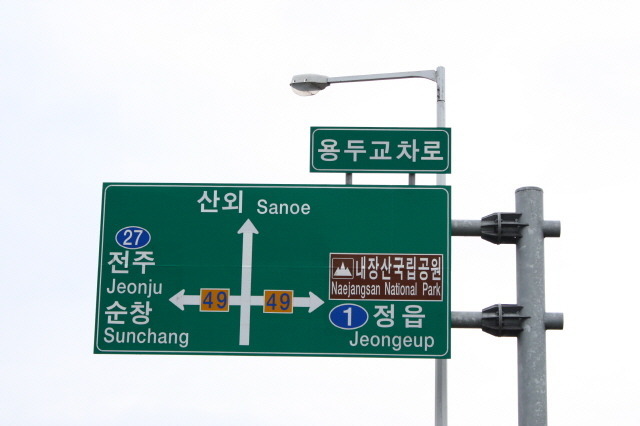 용두교차로
산외 Sanoe
27
전주
Jeonju
순창
Sunchang
49
49
내장산국립공원
Naejangsan National Park
1 정읍
Jeongeup